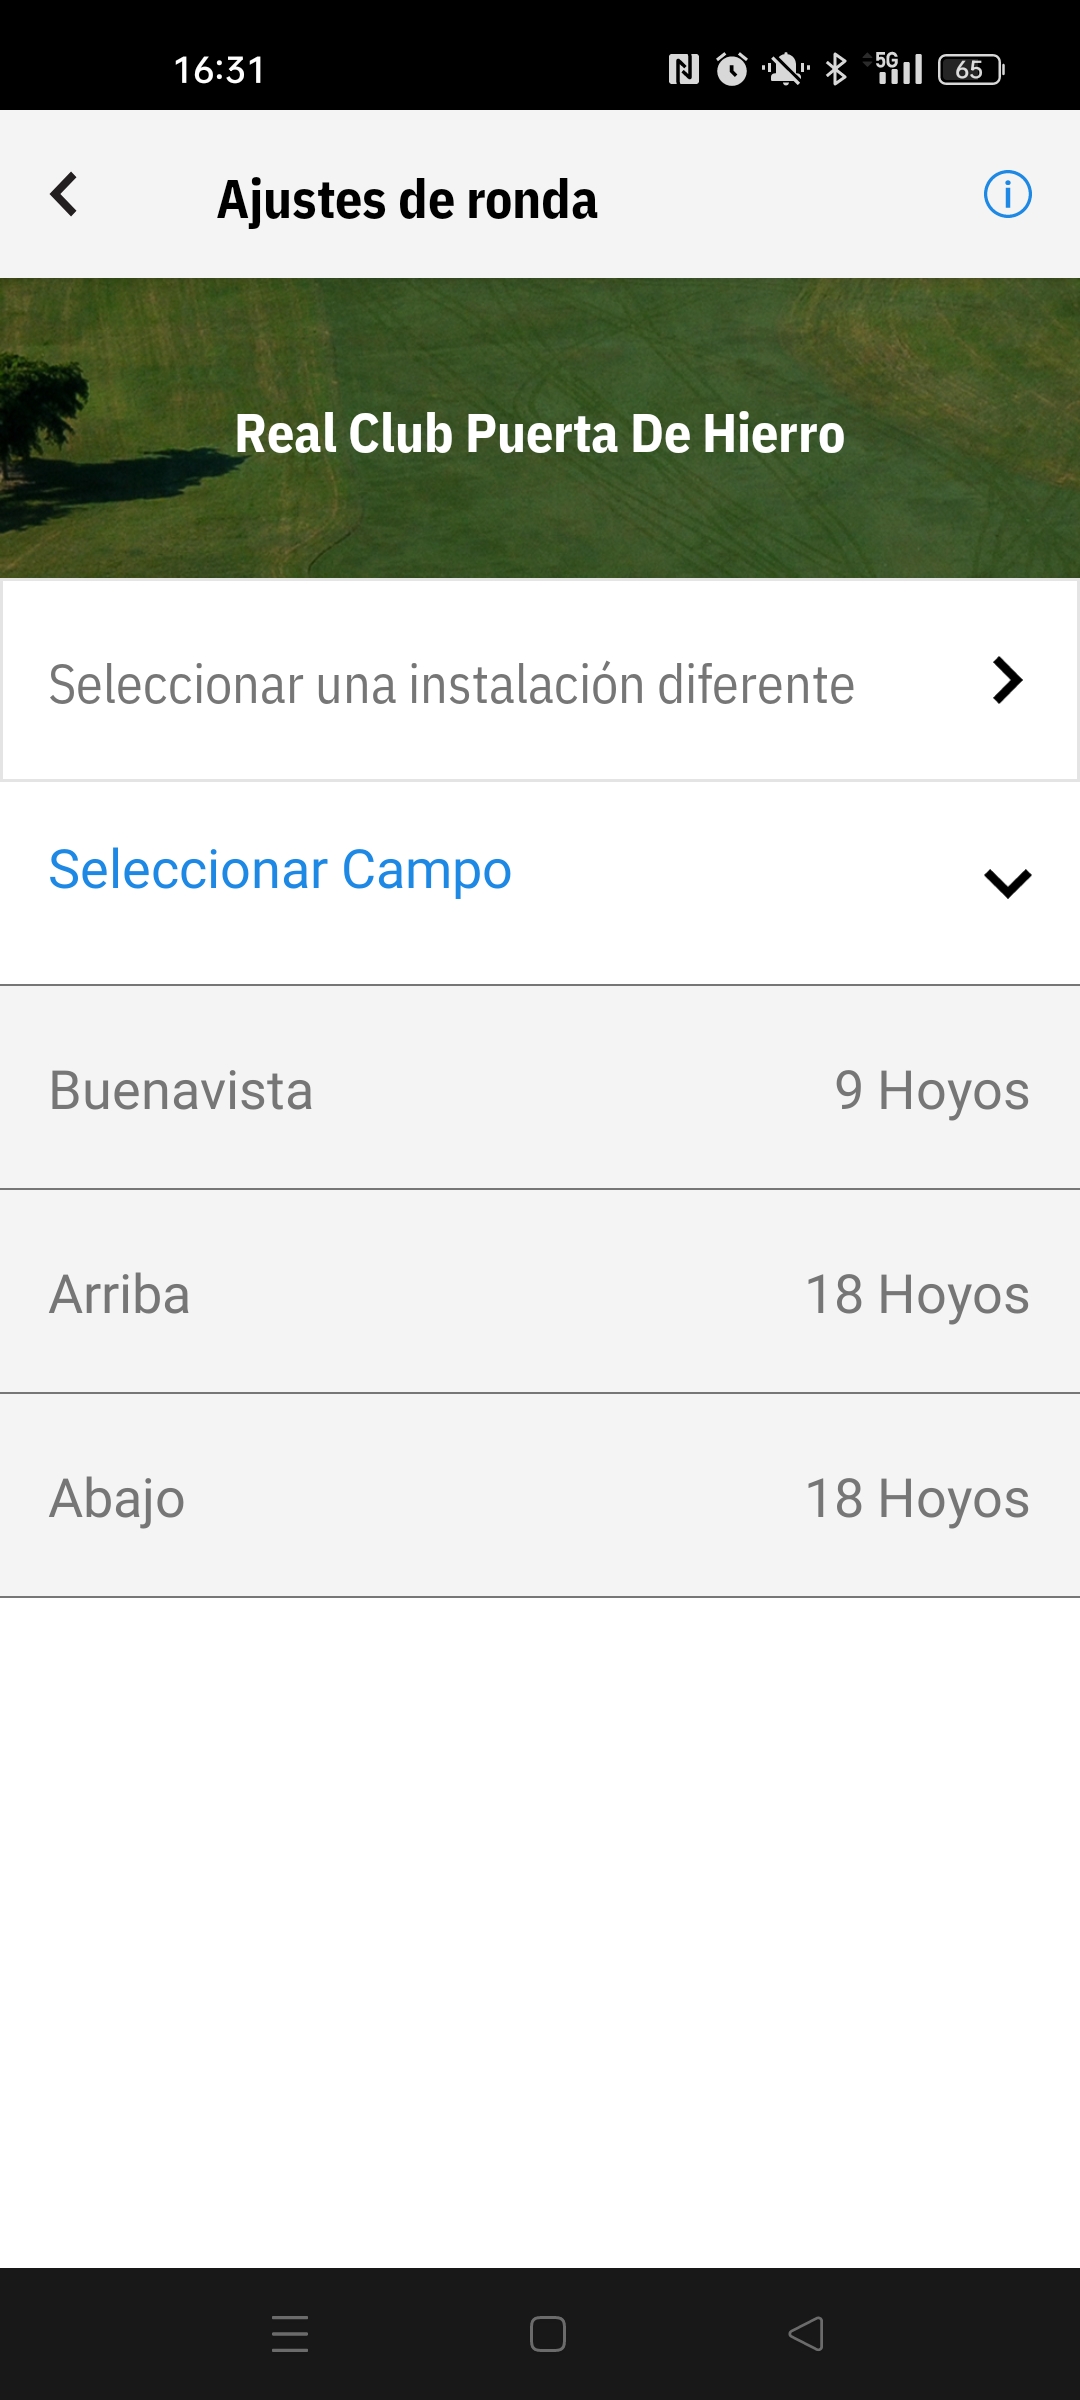 16:31
5G
65
Ajustes de ronda
Real Club Puerta De Hierro
Seleccionar una instalación diferente
Seleccionar Campo
Buenavista 9 Hoyos
Arriba 18 Hoyos
Abajo 18 Hoyos